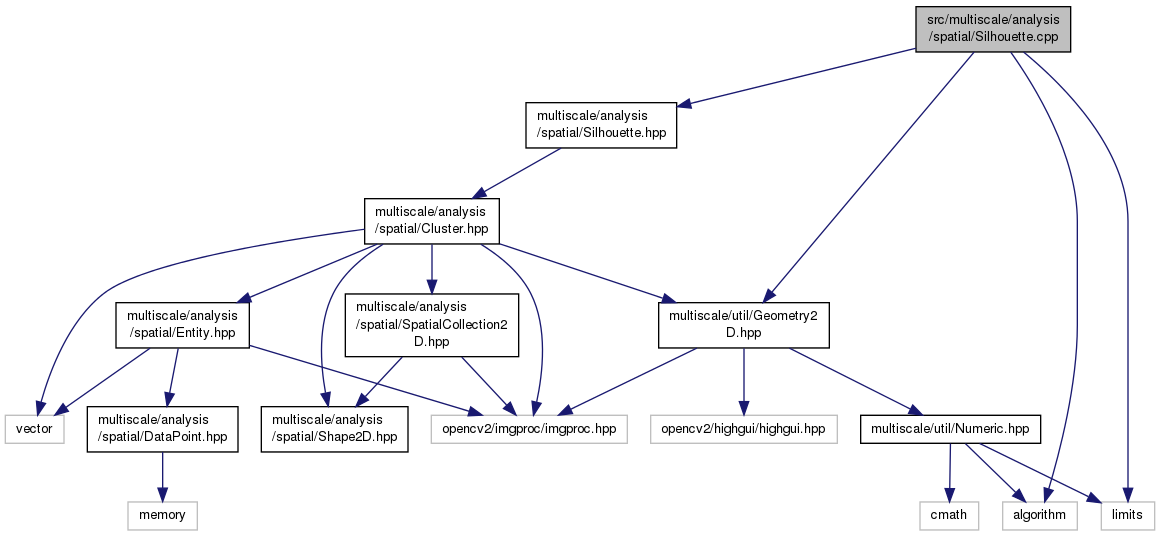 src/multiscale/analysis
/spatial/Silhouette.cpp
multiscale/analysis
/spatial/Silhouette.hpp
multiscale/analysis
/spatial/Cluster.hpp
multiscale/analysis
/spatial/Entity.hpp
multiscale/analysis
/spatial/SpatialCollection2
D.hpp
multiscale/util/Geometry2
D.hpp
vector
multiscale/analysis
/spatial/DataPoint.hpp
multiscale/analysis
/spatial/Shape2D.hpp
opencv2/imgproc/imgproc.hpp
opencv2/highgui/highgui.hpp
multiscale/util/Numeric.hpp
memory
cmath
algorithm
limits